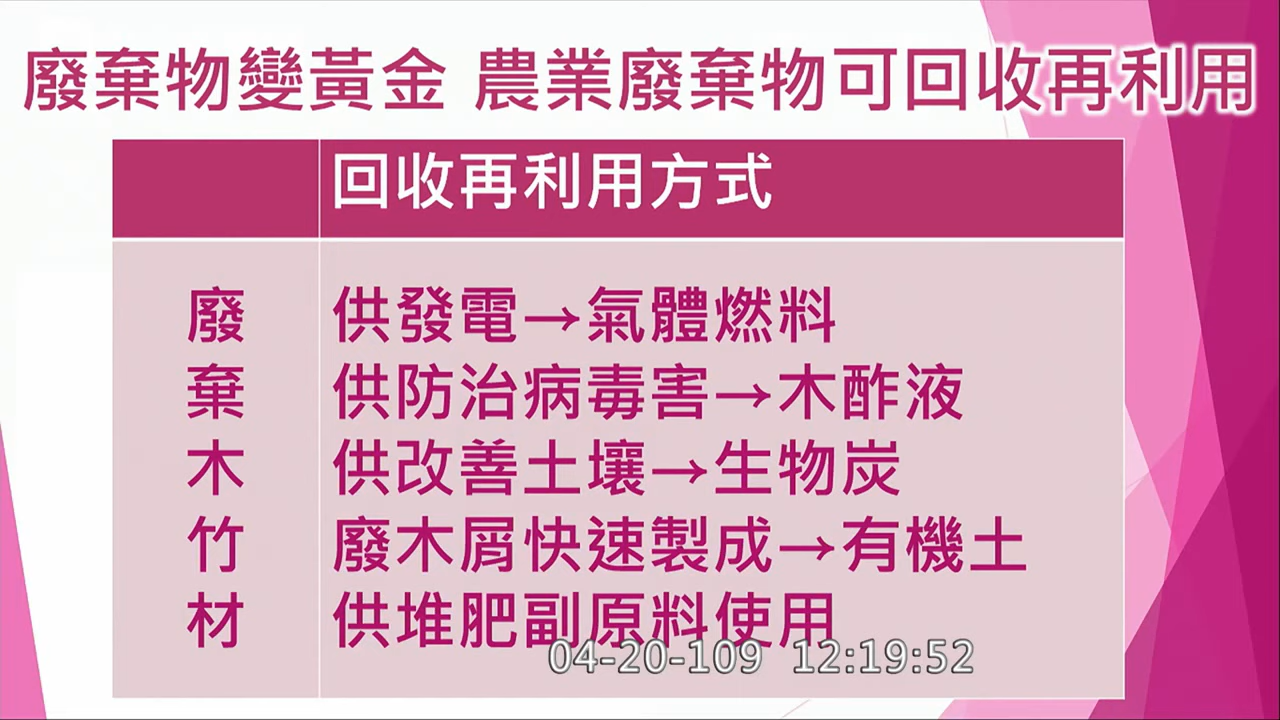 廢棄物變黃金 農業廢棄物可回收再利用
回收再利用方式
廢棄木竹材
供發電→氣體燃料
供防治病毒害→木酢液
供改善土壤→生物炭
廢木屑快速製成→有機土
供堆肥副原料使用
04-20-109 12:19:52